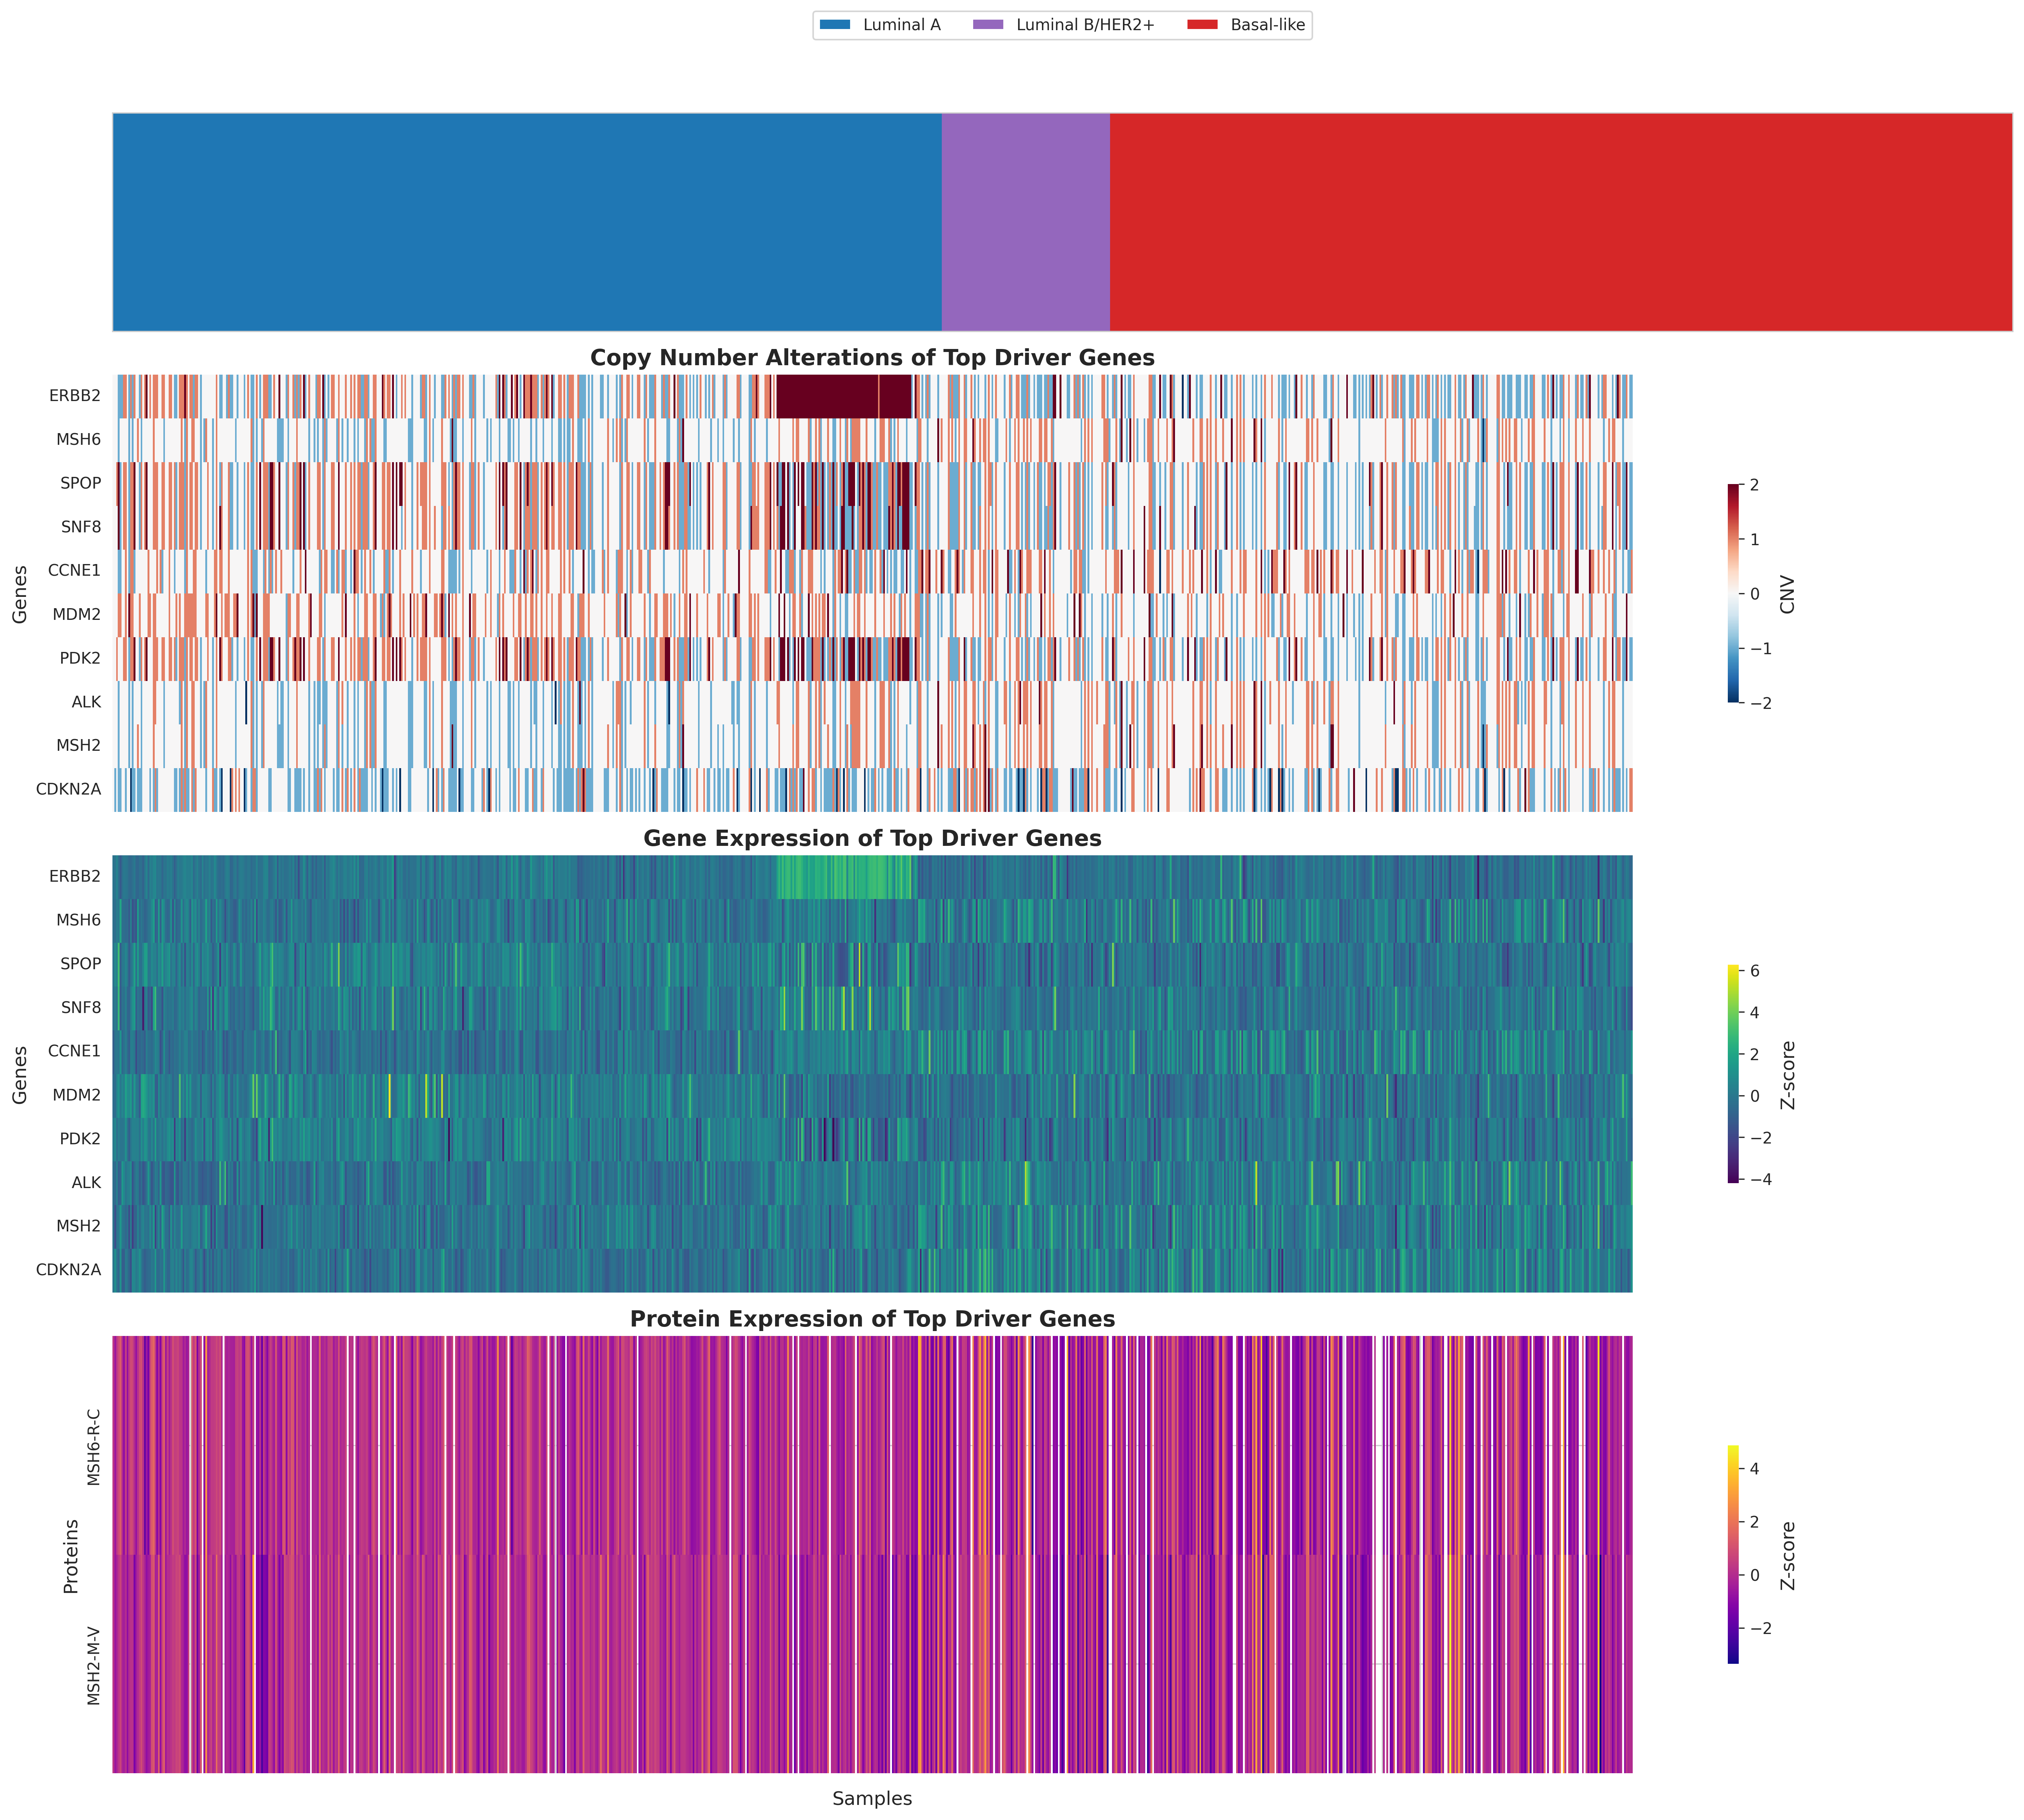 Luminal A
Luminal B/HER2+
Basal-like
Copy Number Alterations of Top Driver Genes
Genes
ERBB2
MSH6
SPOP
SNF8
CCNE1
MDM2
PDK2
ALK
MSH2
CDKN2A
2
1
0
−1
−2
CNV
Gene Expression of Top Driver Genes
Genes
ERBB2
MSH6
SPOP
SNF8
CCNE1
MDM2
PDK2
ALK
MSH2
CDKN2A
6
4
2
0
−2
−4
Z-score
Protein Expression of Top Driver Genes
Proteins
MSH6-R-C
MSH2-M-V
4
2
0
−2
Z-score
Samples